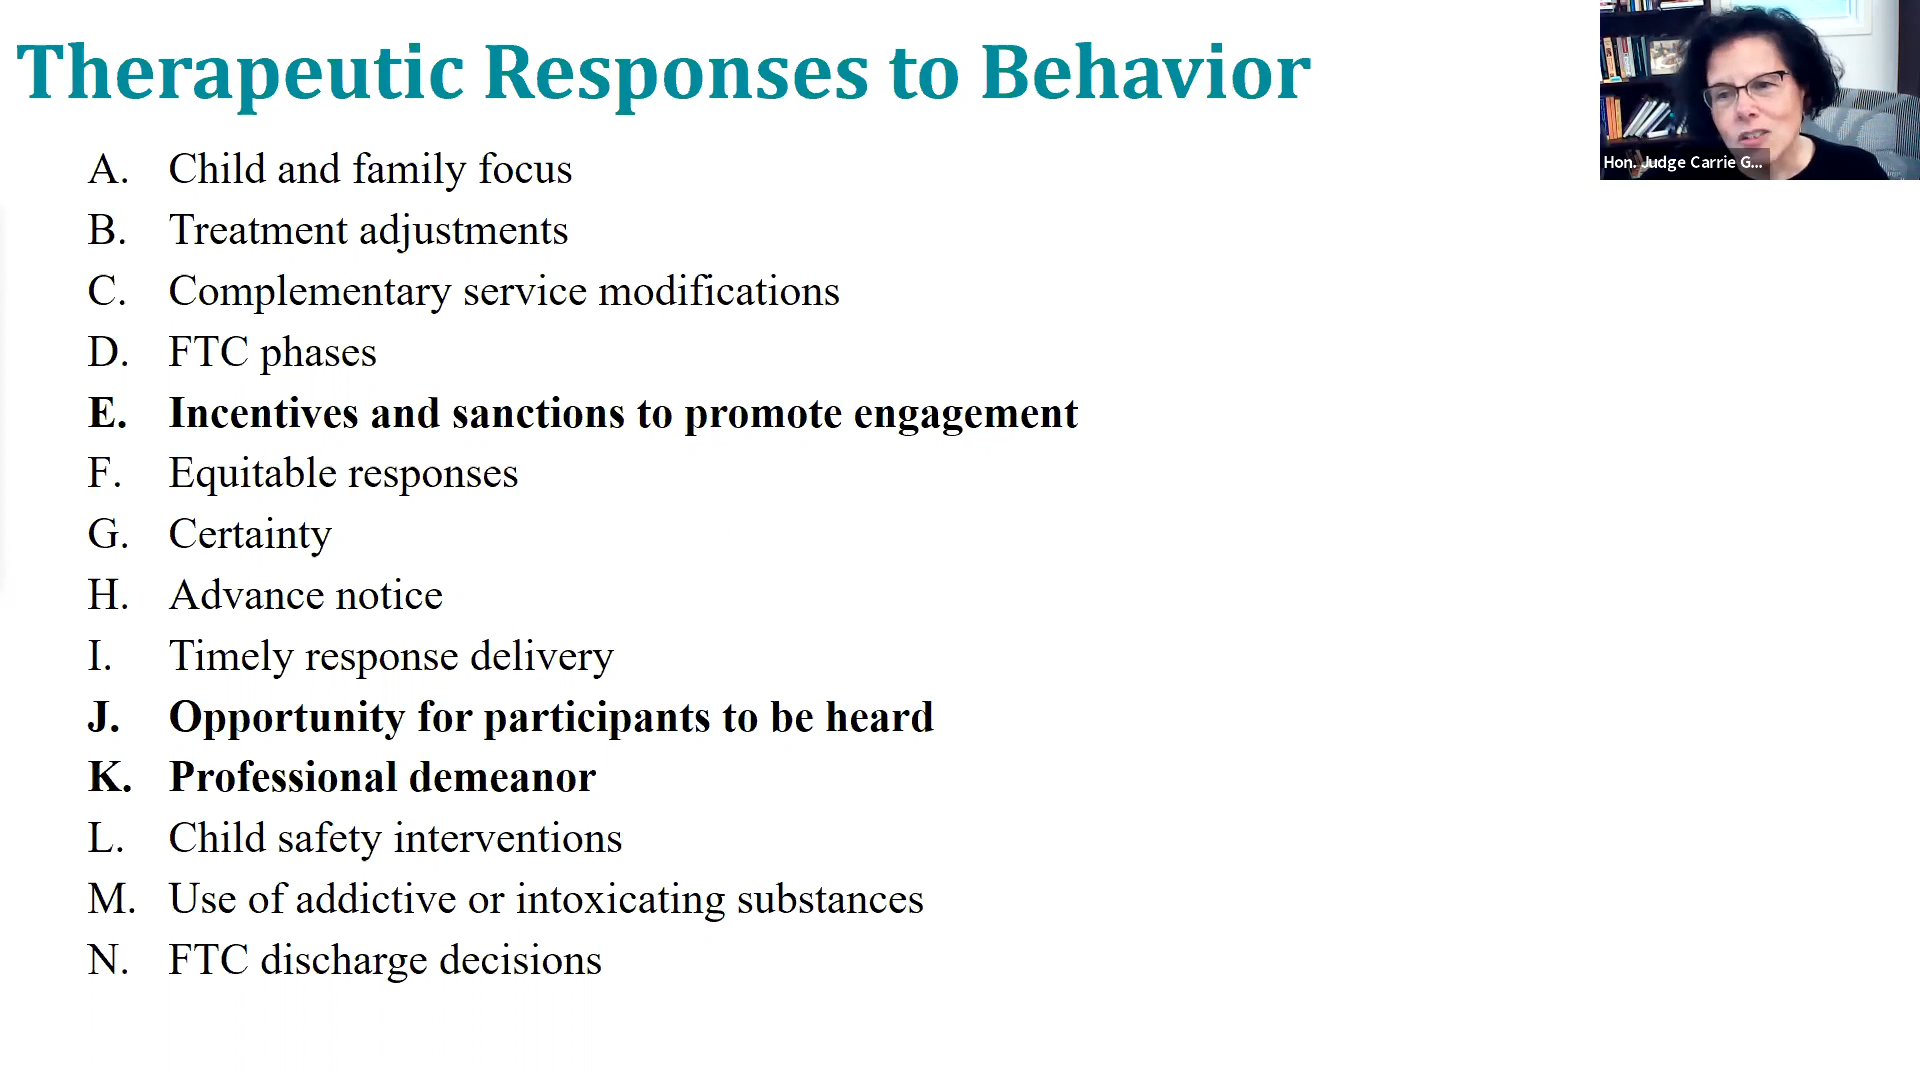 Therapeutic Responses to Behavior
A. Child and family focus
B. Treatment adjustments
C. Complementary service modifications
D. FTC phases
E. Incentives and sanctions to promote engagement
F. Equitable responses
G. Certainty
H. Advance notice
I. Timely response delivery
J. Opportunity for participants to be heard
K. Professional demeanor
L. Child safety interventions
M. Use of addictive or intoxicating substances
N. FTC discharge decisions
Hon. Judge Carrie G...